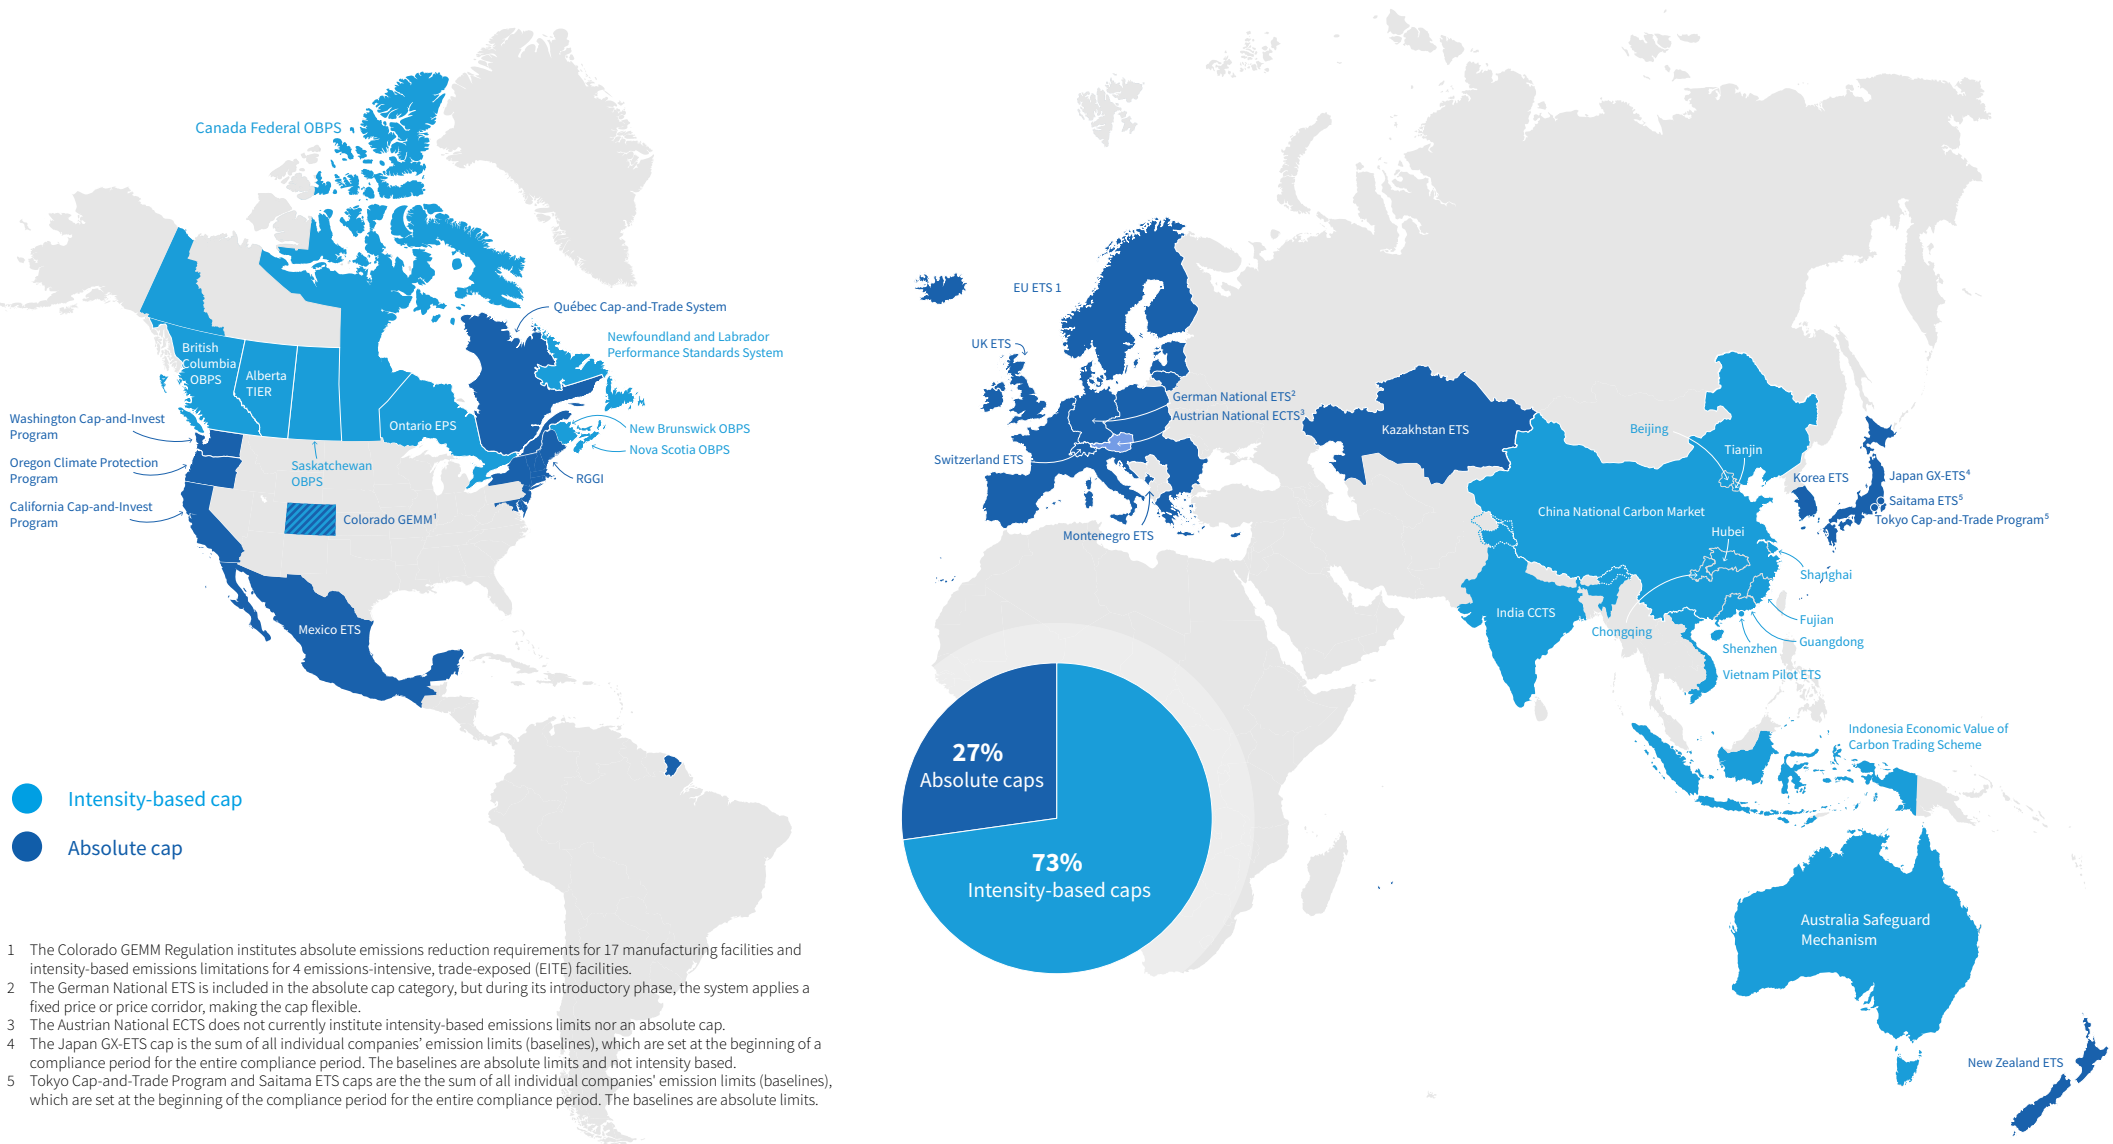 Canada Federal OBPS
Québec Cap-and-Trade System
Newfoundland and Labrador
Performance Standards System
British
Columbia
OBPS
Alberta
TIER
Ontario EPS
Washington Cap-and-Invest
Program
New Brunswick OBPS
Nova Scotia OBPS
Oregon Climate Protection
Program
Saskatchewan
OBPS
RGGI
California Cap-and-Invest
Program
Colorado GEMM1
Mexico ETS
EU ETS 1
UK ETS
German National ETS2
Austrian National ECTS3
Switzerland ETS
Montenegro ETS
Kazakhstan ETS
Beijing
Tianjin
Korea ETS
Japan GX-ETS4
Saitama ETS5
Tokyo Cap-and-Trade Program5
China National Carbon Market
Hubei
Shanghai
India CCTS
Chongqing
Fujian
Guangdong
Shenzhen
Vietnam Pilot ETS
Indonesia Economic Value of
Carbon Trading Scheme
Australia Safeguard
Mechanism
New Zealand ETS
27%
Absolute caps
73%
Intensity-based caps
Intensity-based cap
Absolute cap
1 The Colorado GEMM Regulation institutes absolute emissions reduction requirements for 17 manufacturing facilities and
intensity-based emissions limitations for 4 emissions-intensive, trade-exposed (EITE) facilities.
2 The German National ETS is included in the absolute cap category, but during its introductory phase, the system applies a
fixed price or price corridor, making the cap flexible.
3 The Austrian National ECTS does not currently institute intensity-based emissions limits nor an absolute cap.
4 The Japan GX-ETS cap is the sum of all individual companies’ emission limits (baselines), which are set at the beginning of a
compliance period for the entire compliance period. The baselines are absolute limits and not intensity based.
5 Tokyo Cap-and-Trade Program and Saitama ETS caps are the the sum of all individual companies' emission limits (baselines),
which are set at the beginning of the compliance period for the entire compliance period. The baselines are absolute limits.